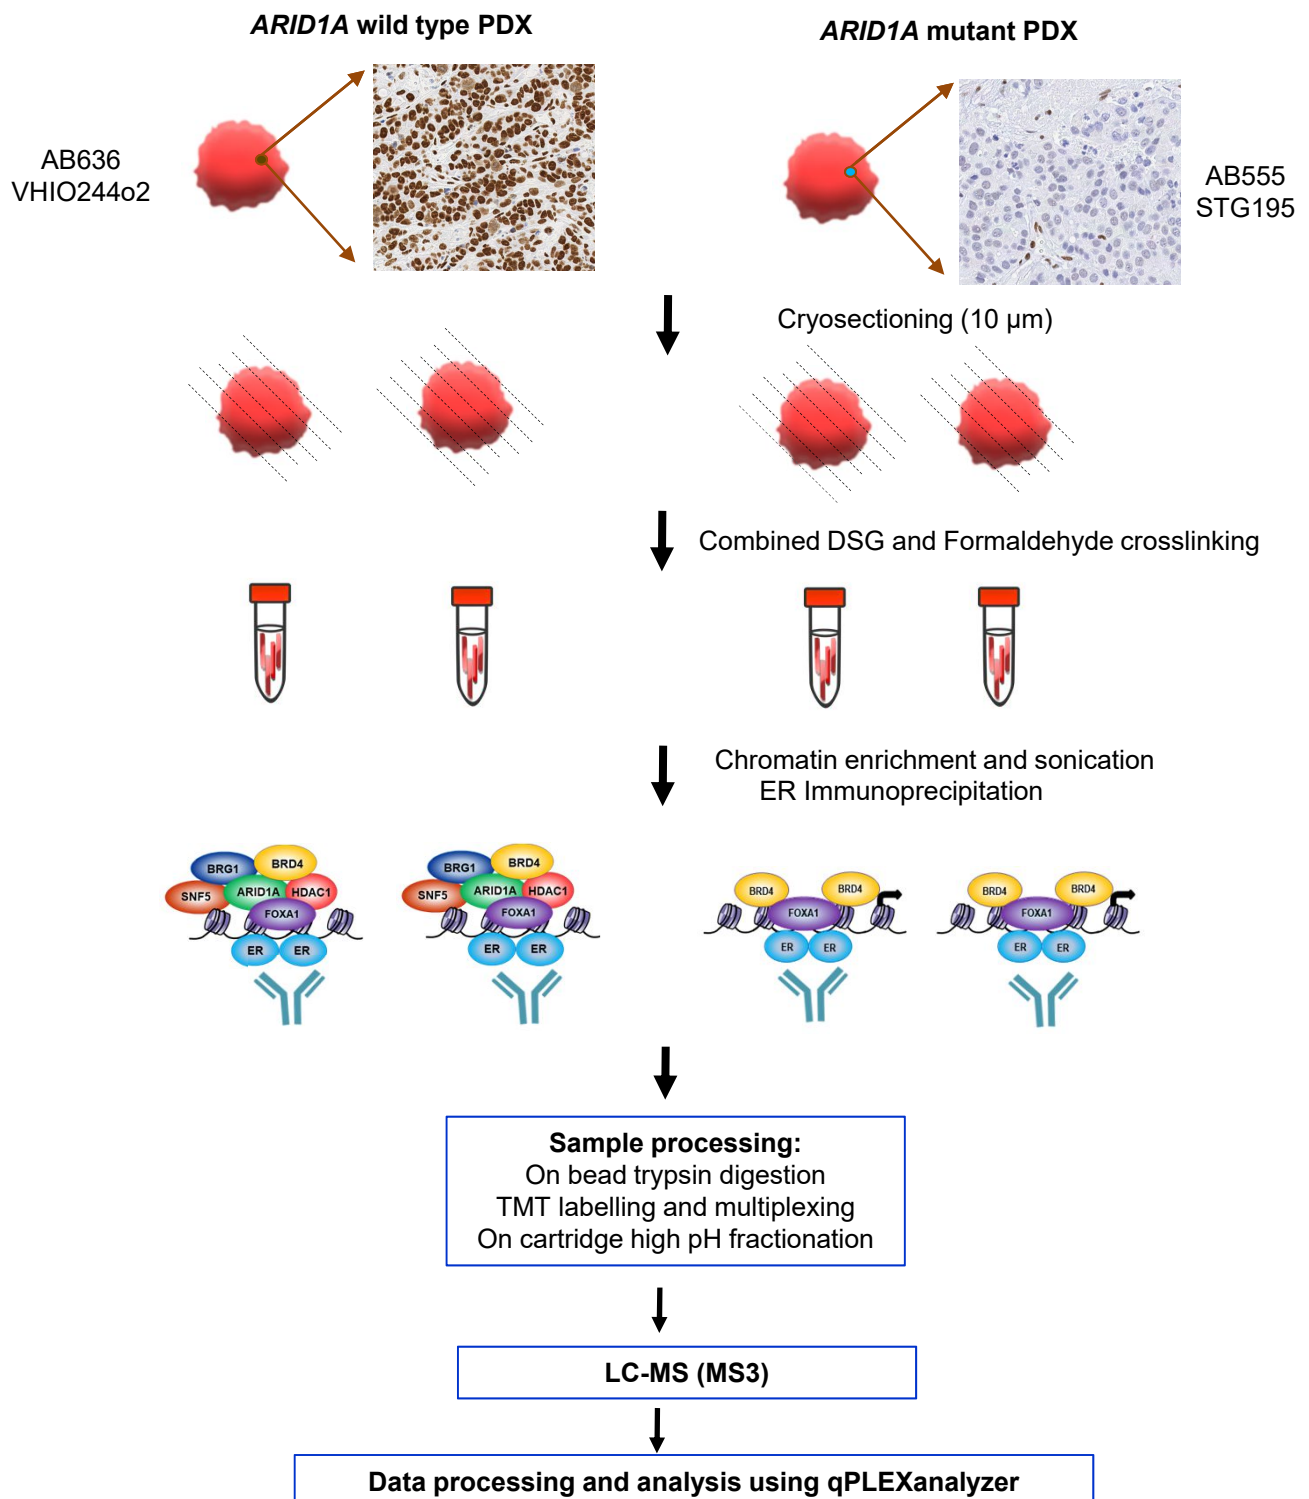 ARID1A wild type PDX
ARID1A mutant PDX
AB636
VHIO244o2
AB555
STG195
Cryosectioning (10 µm)
Combined DSG and Formaldehyde crosslinking
Chromatin enrichment and sonication
ER Immunoprecipitation
BRG1
BRD4
SNF5
ARID1A
HDAC1
FOXA1
ER
ER
BRG1
BRD4
SNF5
ARID1A
HDAC1
FOXA1
ER
ER
BRD4
BRD4
FOXA1
ER
ER
BRD4
BRD4
FOXA1
ER
ER
Sample processing:
On bead trypsin digestion
TMT labelling and multiplexing
On cartridge high pH fractionation
LC-MS (MS3)
Data processing and analysis using qPLEXanalyzer